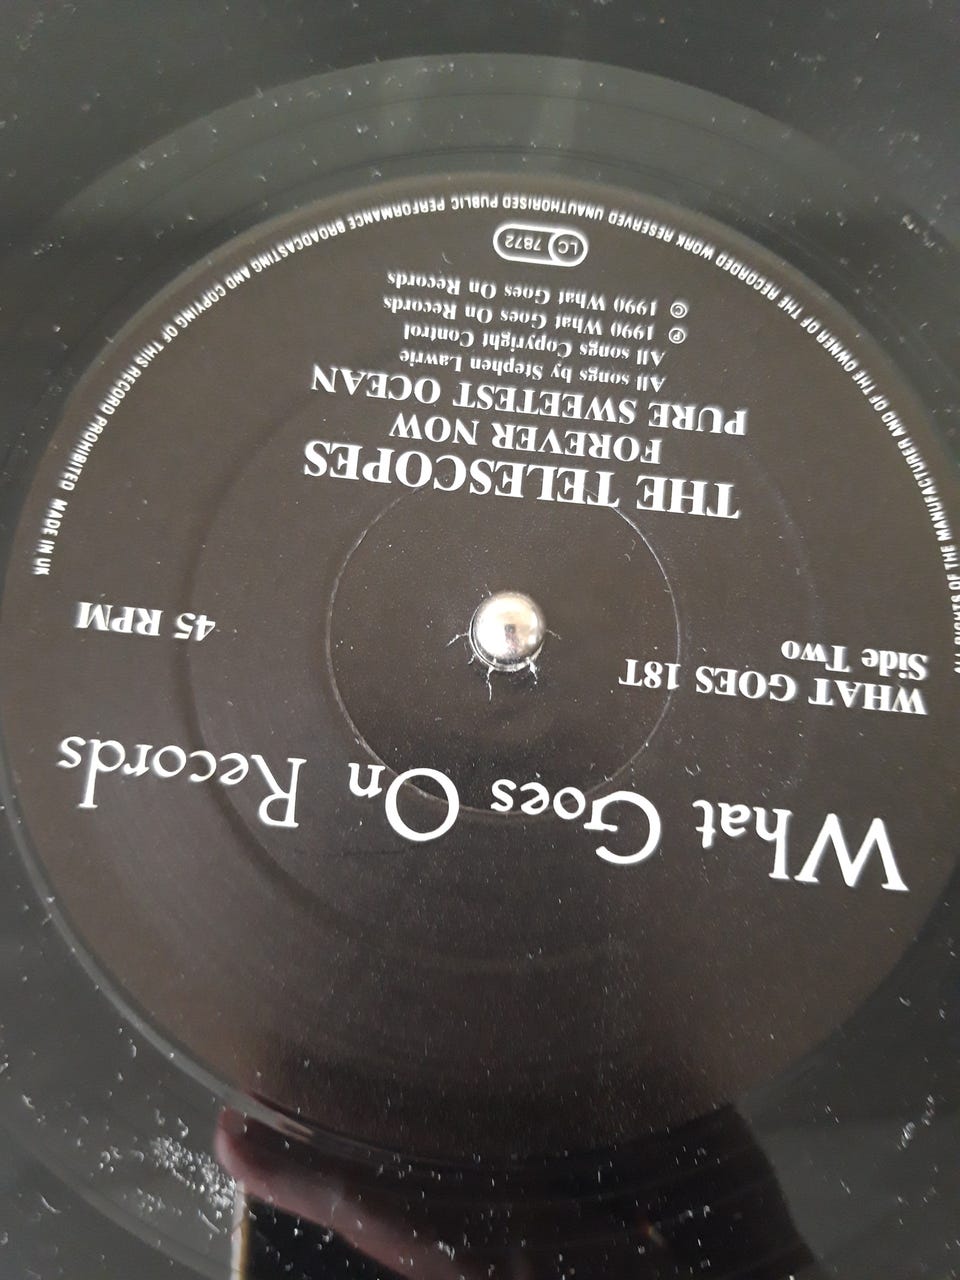 What Goes On Records
WHAT GOES 18T
Side Two
45 RPM
THE TELESCOPES
FOREVER NOW
PURE SWEETEST OCEAN
All songs by Stephen Lawrie
All songs Copyright Control
℗ 1990 What Goes On Records
© 1990 What Goes On Records
LC 7872
ALL RIGHTS OF THE MANUFACTURER AND OF THE OWNER OF THE RECORDED WORK RESERVED UNAUTHORISED PUBLIC PERFORMANCE BROADCASTING AND COPYING OF THIS RECORD PROHIBITED MADE IN UK